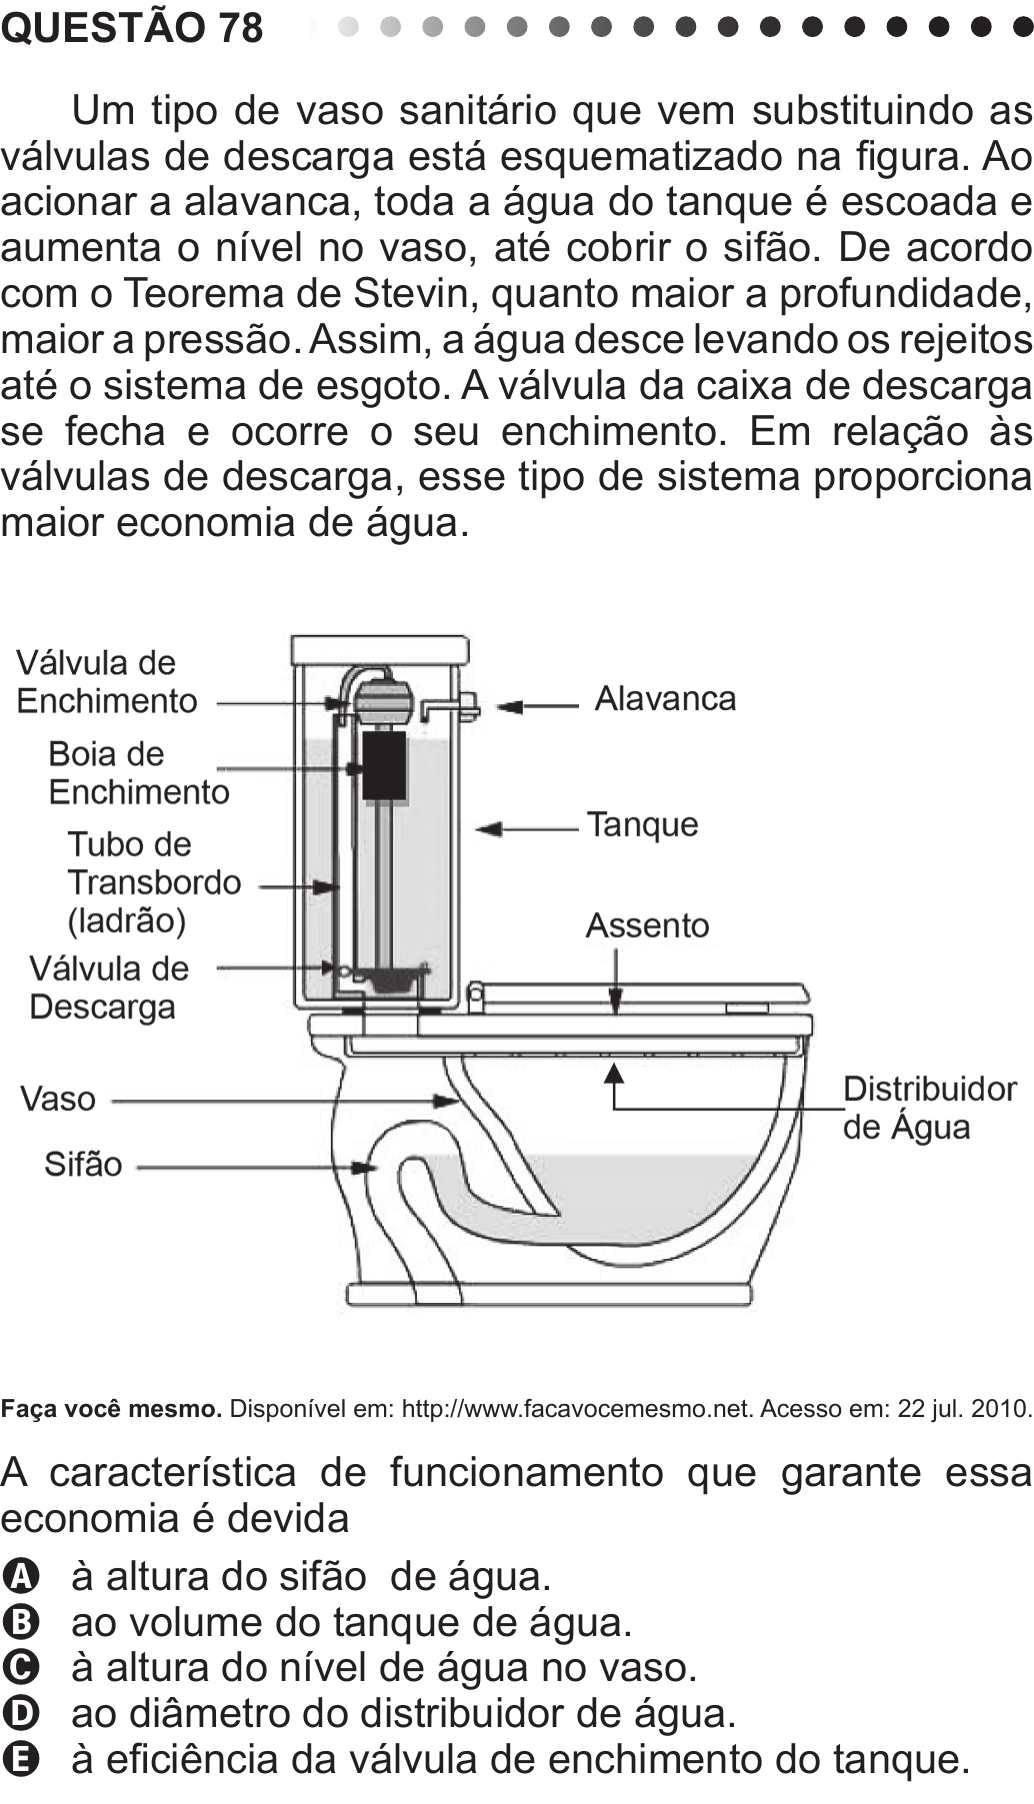 QUESTÃO 78
Um tipo de vaso sanitário que vem substituindo as
válvulas de descarga está esquematizado na figura. Ao
acionar a alavanca, toda a água do tanque é escoada e
aumenta o nível no vaso, até cobrir o sifão. De acordo
com o Teorema de Stevin, quanto maior a profundidade,
maior a pressão. Assim, a água desce levando os rejeitos
até o sistema de esgoto. A válvula da caixa de descarga
se fecha e ocorre o seu enchimento. Em relação às
válvulas de descarga, esse tipo de sistema proporciona
maior economia de água.
Válvula de
Enchimento
Alavanca
Boia de
Enchimento
Tanque
Tubo de
Transbordo
(ladrão)
Assento
Válvula de
Descarga
Distribuidor
de Água
Vaso
Sifão
Faça você mesmo. Disponível em: http://www.facavocemesmo.net. Acesso em: 22 jul. 2010.
A característica de funcionamento que garante essa
economia é devida
A à altura do sifão de água.
B ao volume do tanque de água.
C à altura do nível de água no vaso.
D ao diâmetro do distribuidor de água.
E à eficiência da válvula de enchimento do tanque.